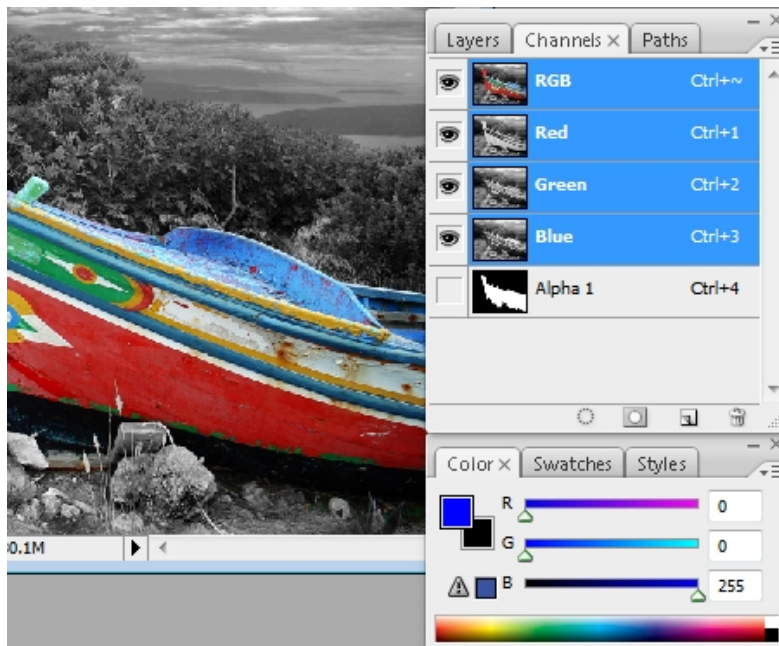 Layers Channels × Paths
RGB Ctrl+~
Red Ctrl+1
Green Ctrl+2
Blue Ctrl+3
Alpha 1 Ctrl+4
Color × Swatches Styles
R 0
G 0
B 255
0.1M